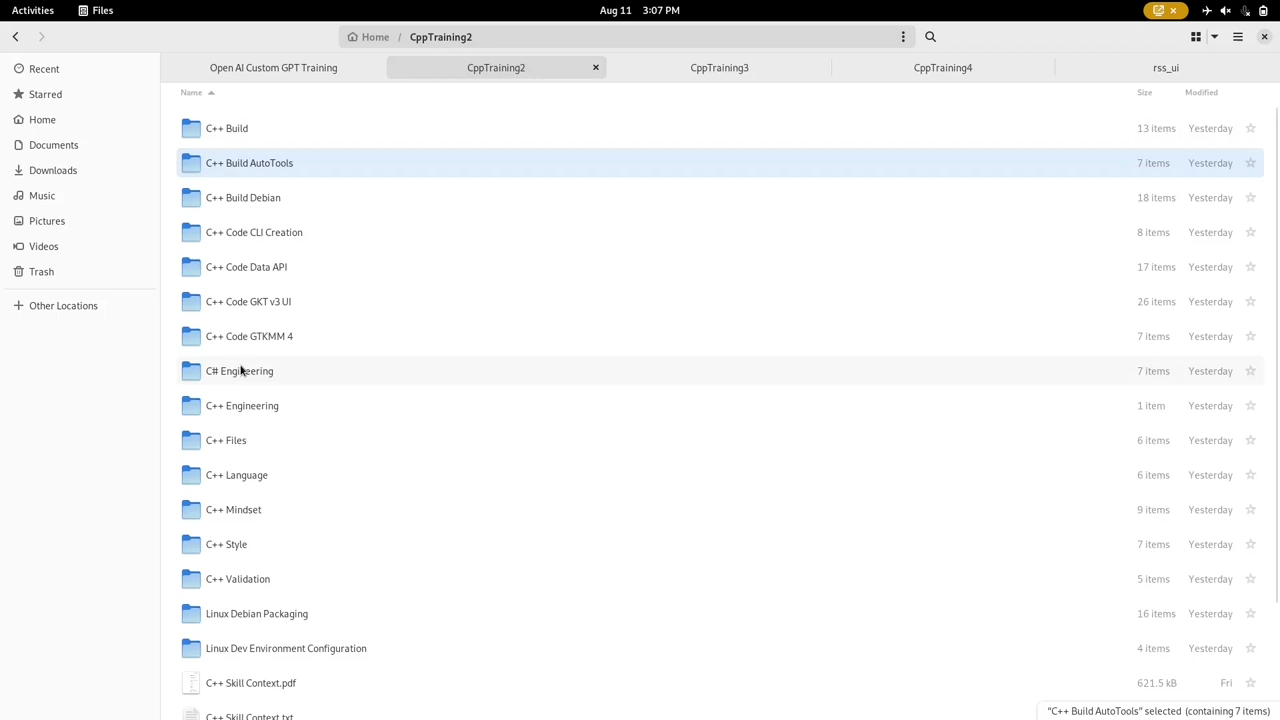 Activities Files Aug 11 3:07 PM
Home / CppTraining2
Open AI Custom GPT Training CppTraining2 CppTraining3 CppTraining4 rss_ui
Recent
Starred
Home
Documents
Downloads
Music
Pictures
Videos
Trash
Other Locations
Name Size Modified
C++ Build 13 items Yesterday
C++ Build AutoTools 7 items Yesterday
C++ Build Debian 18 items Yesterday
C++ Code CLI Creation 8 items Yesterday
C++ Code Data API 17 items Yesterday
C++ Code GKT v3 UI 26 items Yesterday
C++ Code GTKMM 4 7 items Yesterday
C# Engineering 7 items Yesterday
C++ Engineering 1 item Yesterday
C++ Files 6 items Yesterday
C++ Language 6 items Yesterday
C++ Mindset 9 items Yesterday
C++ Style 7 items Yesterday
C++ Validation 5 items Yesterday
Linux Debian Packaging 16 items Yesterday
Linux Dev Environment Configuration 4 items Yesterday
C++ Skill Context.pdf 621.5 kB Fri
C++ Skill Context.txt
"C++ Build AutoTools" selected (containing 7 items)